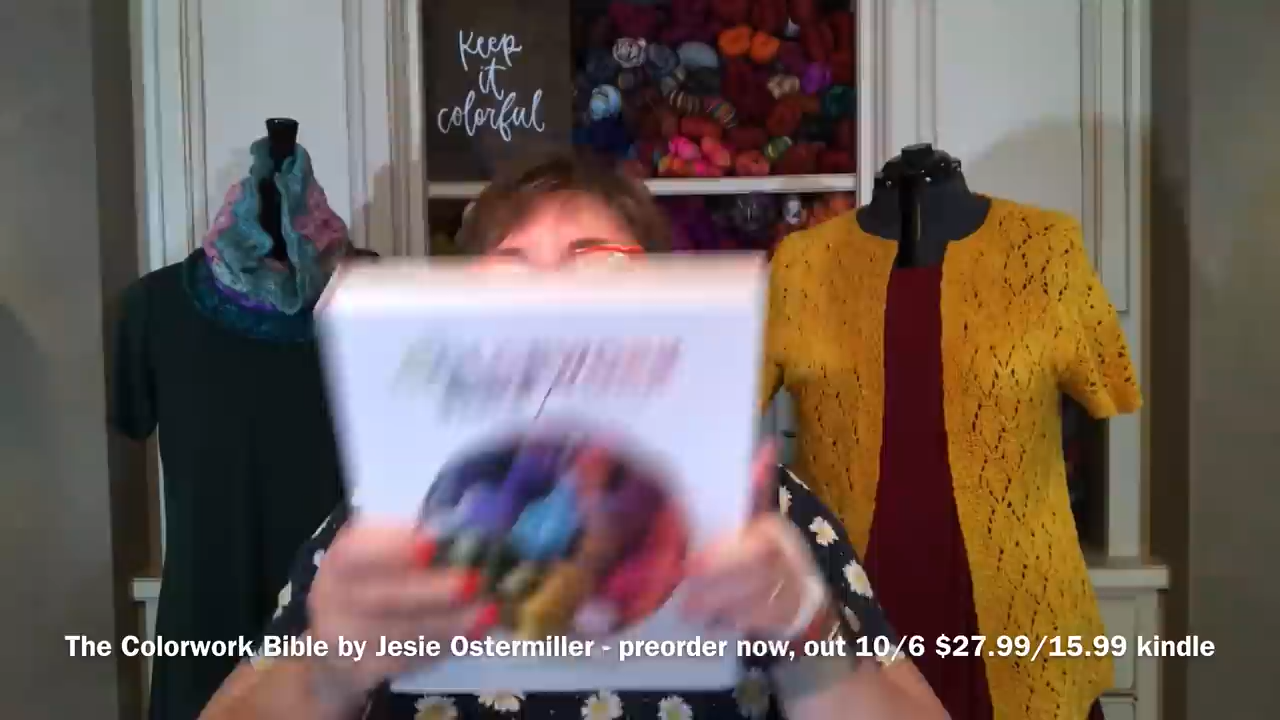 Keep
it
colorful
The Colorwork Bible by Jesie Ostermiller - preorder now, out 10/6 $27.99/15.99 kindle